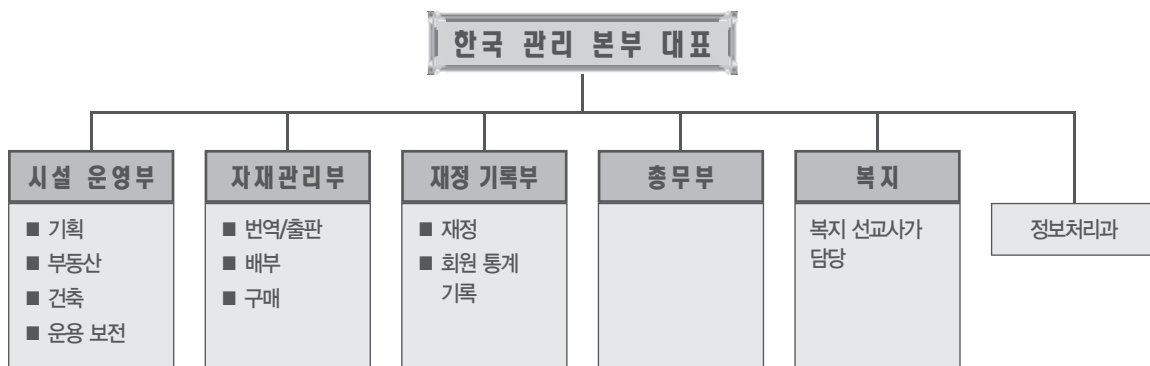 한국 관리 본부 대표
시설 운영부
■ 기획
■ 부동산
■ 건축
■ 운용 보전
자재관리부
■ 번역/출판
■ 배부
■ 구매
재정 기록부
■ 재정
■ 회원 통계
기록
총무부
복지
복지 선교사가
담당
정보처리과